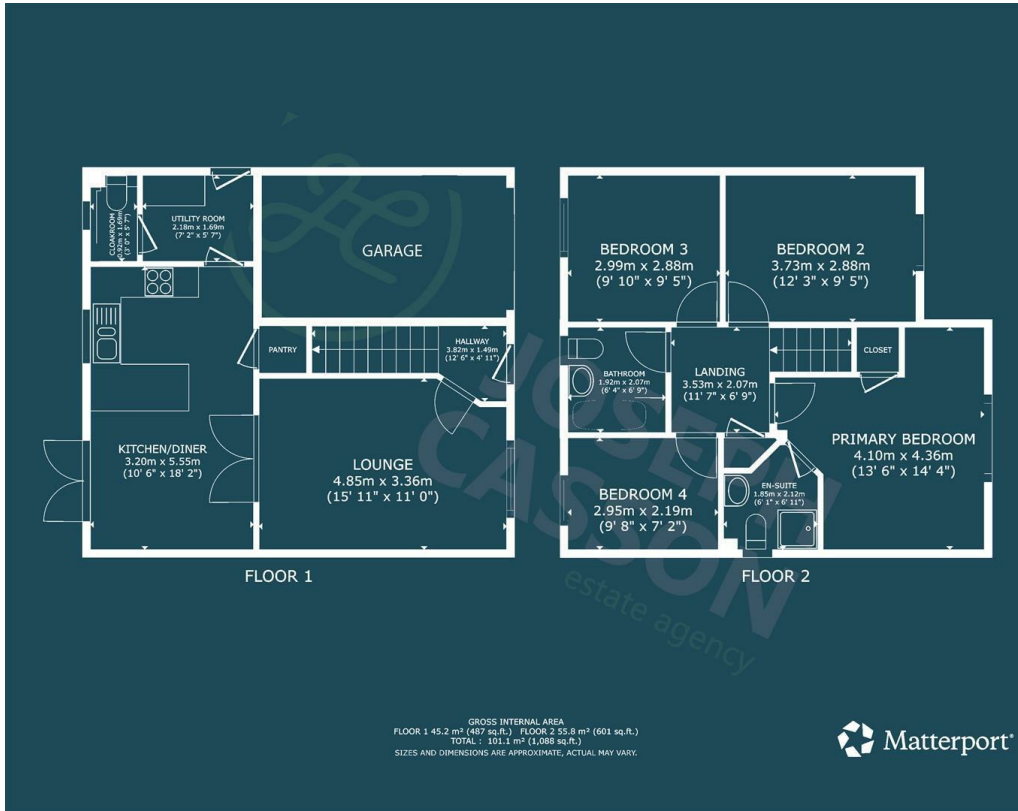 CLOAKROOM
0.92m x 1.69m
(3' 0" x 5' 7")
UTILITY ROOM
2.18m x 1.69m
(7' 2" x 5' 7")
GARAGE
PANTRY
HALLWAY
3.82m x 1.49m
(12' 6" x 4' 11")
KITCHEN/DINER
3.20m x 5.55m
(10' 6" x 18' 2")
LOUNGE
4.85m x 3.36m
(15' 11" x 11' 0")
FLOOR 1
BEDROOM 3
2.99m x 2.88m
(9' 10" x 9' 5")
BEDROOM 2
3.73m x 2.88m
(12' 3" x 9' 5")
BATHROOM
1.92m x 2.07m
(6' 4" x 6' 9")
LANDING
3.53m x 2.07m
(11' 7" x 6' 9")
CLOSET
PRIMARY BEDROOM
4.10m x 4.36m
(13' 6" x 14' 4")
BEDROOM 4
2.95m x 2.19m
(9' 8" x 7' 2")
EN-SUITE
1.85m x 2.12m
(6' 1" x 6' 11")
FLOOR 2
JOSEPH
CASSON
estate agency
GROSS INTERNAL AREA
FLOOR 1 45.2 m² (487 sq.ft.) FLOOR 2 55.8 m² (601 sq.ft.)
TOTAL : 101.1 m² (1,088 sq.ft.)
SIZES AND DIMENSIONS ARE APPROXIMATE, ACTUAL MAY VARY.
Matterport®